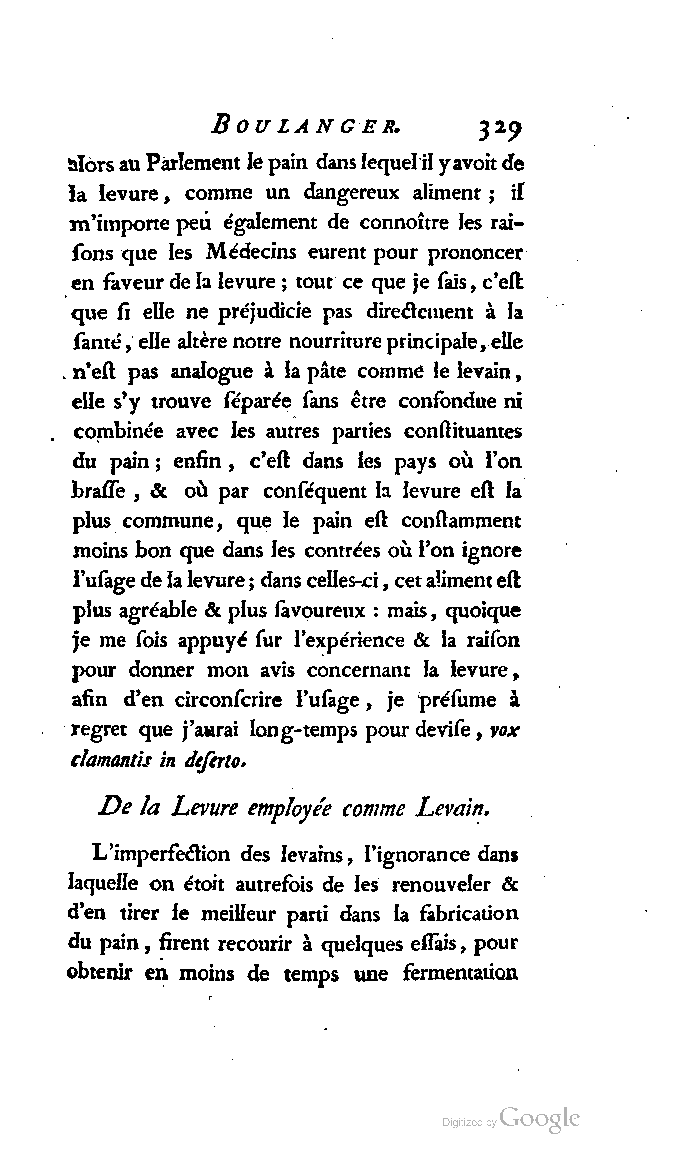 BOULANGER. 329
alors au Parlement le pain dans lequel il y avoit de
la levure, comme un dangereux aliment ; il
m'importe peu également de connoître les rai-
ſons que les Médecins eurent pour prononcer
en faveur de la levure ; tout ce que je ſais, c'eſt
que ſi elle ne préjudicie pas directement à la
ſanté, elle altère notre nourriture principale, elle
n'eſt pas analogue à la pâte comme le levain,
elle s'y trouve ſéparée ſans être confondue ni
combinée avec les autres parties conſtituantes
du pain ; enfin, c'eſt dans les pays où l'on
braſſe, & où par conſéquent la levure eſt la
plus commune, que le pain eſt conſtamment
moins bon que dans les contrées où l'on ignore
l'uſage de la levure ; dans celles-ci, cet aliment eſt
plus agréable & plus ſavoureux : mais, quoique
je me ſois appuyé ſur l'expérience & la raiſon
pour donner mon avis concernant la levure,
afin d'en circonſcrire l'uſage, je préſume à
regret que j'aurai long-temps pour deviſe, vox
clamantis in deſerto.
De la Levure employée comme Levain.
L'imperfection des levains, l'ignorance dans
laquelle on étoit autrefois de les renouveler &
d'en tirer le meilleur parti dans la fabrication
du pain, firent recourir à quelques eſſais, pour
obtenir en moins de temps une fermentation
Digitized by Google